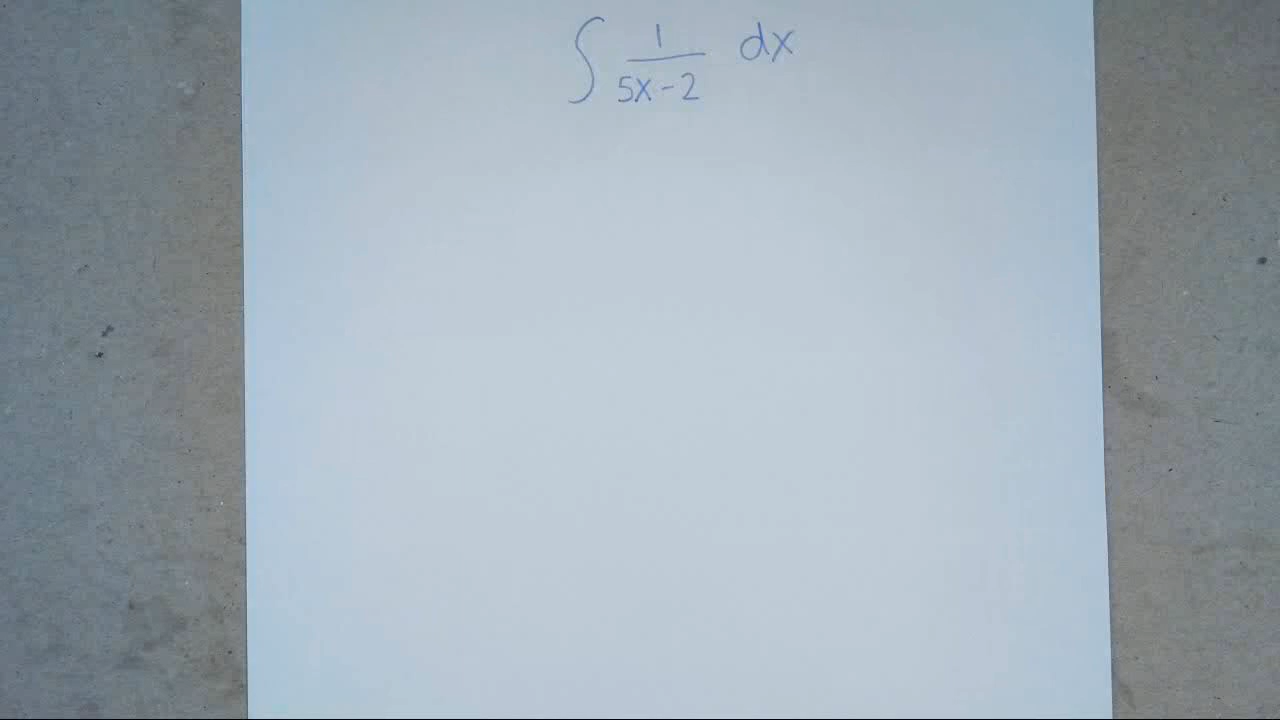 ∫ 1/(5x-2) dx